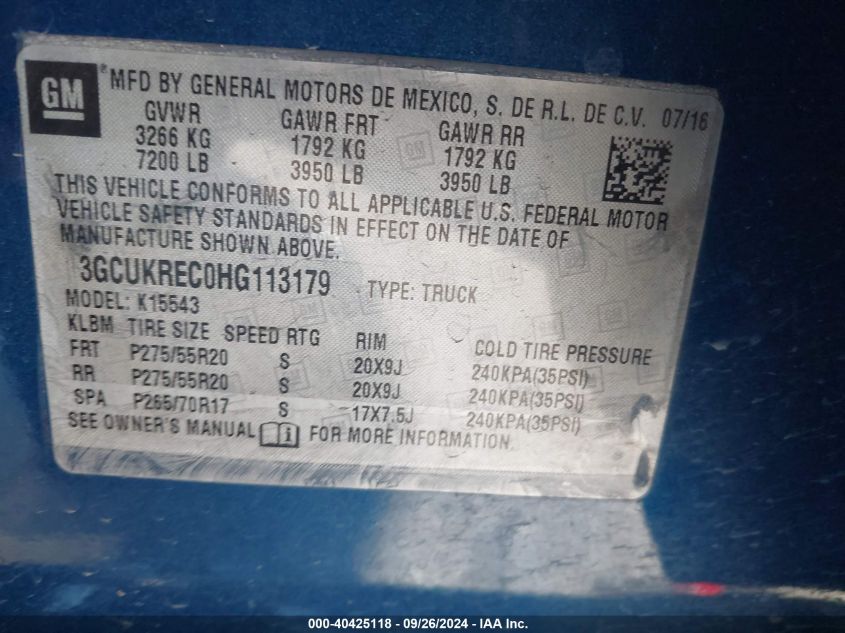 GM
®MFD BY GENERAL MOTORS DE MEXICO, S. DE R.L. DE C.V. 07/16
GVWR GAWR FRT GAWR RR
3266 KG 1792 KG 1792 KG
7200 LB 3950 LB 3950 LB
THIS VEHICLE CONFORMS TO ALL APPLICABLE U.S. FEDERAL MOTOR
VEHICLE SAFETY STANDARDS IN EFFECT ON THE DATE OF
MANUFACTURE SHOWN ABOVE.
3GCUKREC0HG113179 TYPE: TRUCK
MODEL: K15543
KLBM TIRE SIZE SPEED RTG RIM COLD TIRE PRESSURE
FRT P275/55R20 S 20X9J 240KPA(35PSI)
RR P275/55R20 S 20X9J 240KPA(35PSI)
SPA P265/70R17 S 17X7.5J 240KPA(35PSI)
SEE OWNER'S MANUAL FOR MORE INFORMATION.
000-40425118 - 09/26/2024 - IAA Inc.